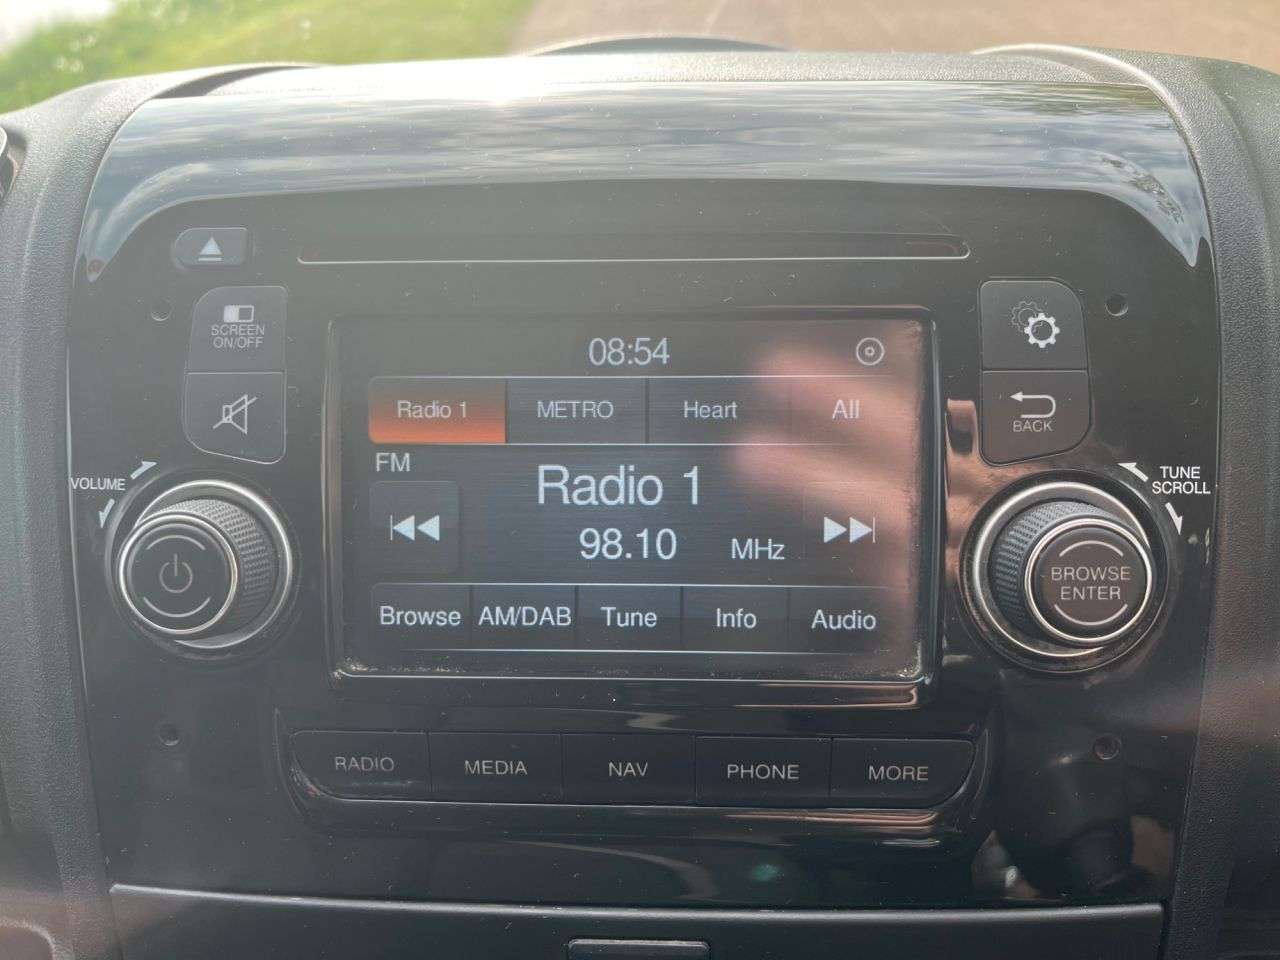 SCREEN
ON/OFF
VOLUME
08:54
Radio 1 METRO Heart All
FM
Radio 1
98.10 MHz
Browse AM/DAB Tune Info Audio
BACK
TUNE
SCROLL
BROWSE
ENTER
RADIO MEDIA NAV PHONE MORE